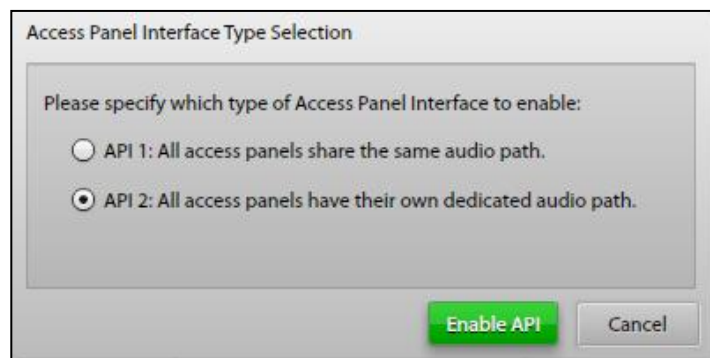 Access Panel Interface Type Selection
Please specify which type of Access Panel Interface to enable:
API 1: All access panels share the same audio path.
API 2: All access panels have their own dedicated audio path.
Enable API
Cancel